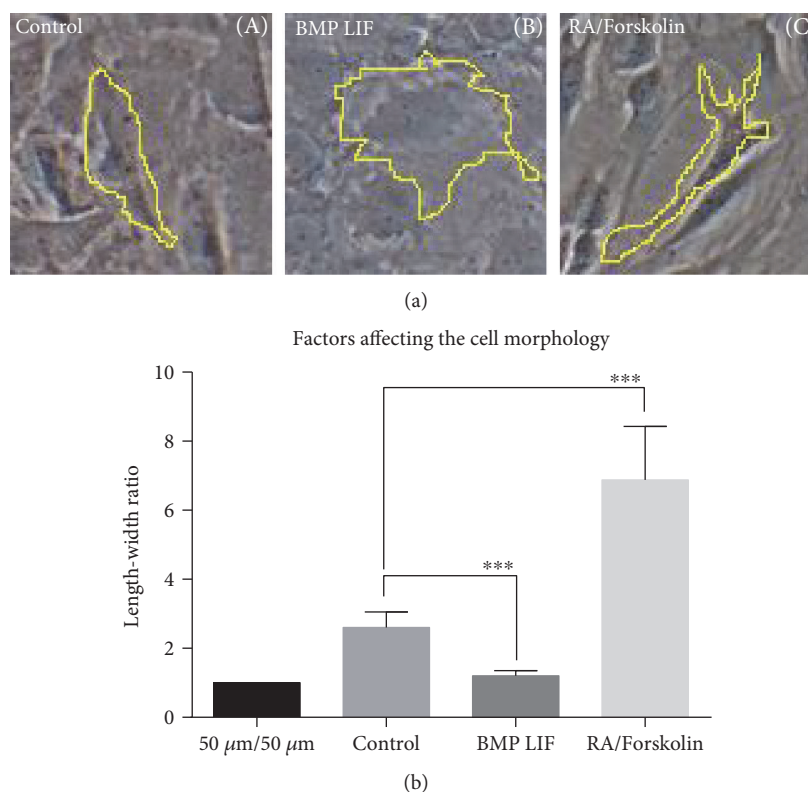 Control
(A)
BMP LIF
(B)
RA/Forskolin
(C)
(a)
Factors affecting the cell morphology
10
8
6
4
2
0
Length-width ratio
***
***
50 μm/50 μm
Control
BMP LIF
RA/Forskolin
(b)